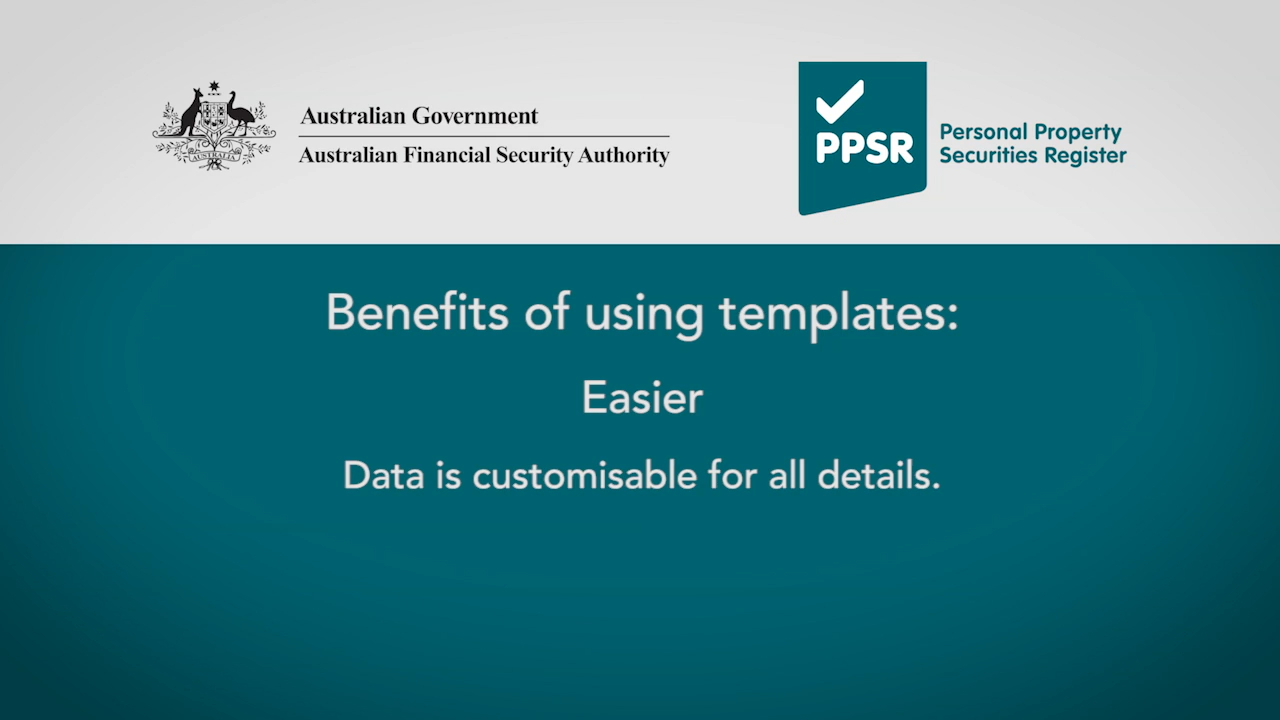 Australian Government
Australian Financial Security Authority
AUSTRALIA
PPSR
Personal Property
Securities Register
Benefits of using templates:
Easier
Data is customisable for all details.